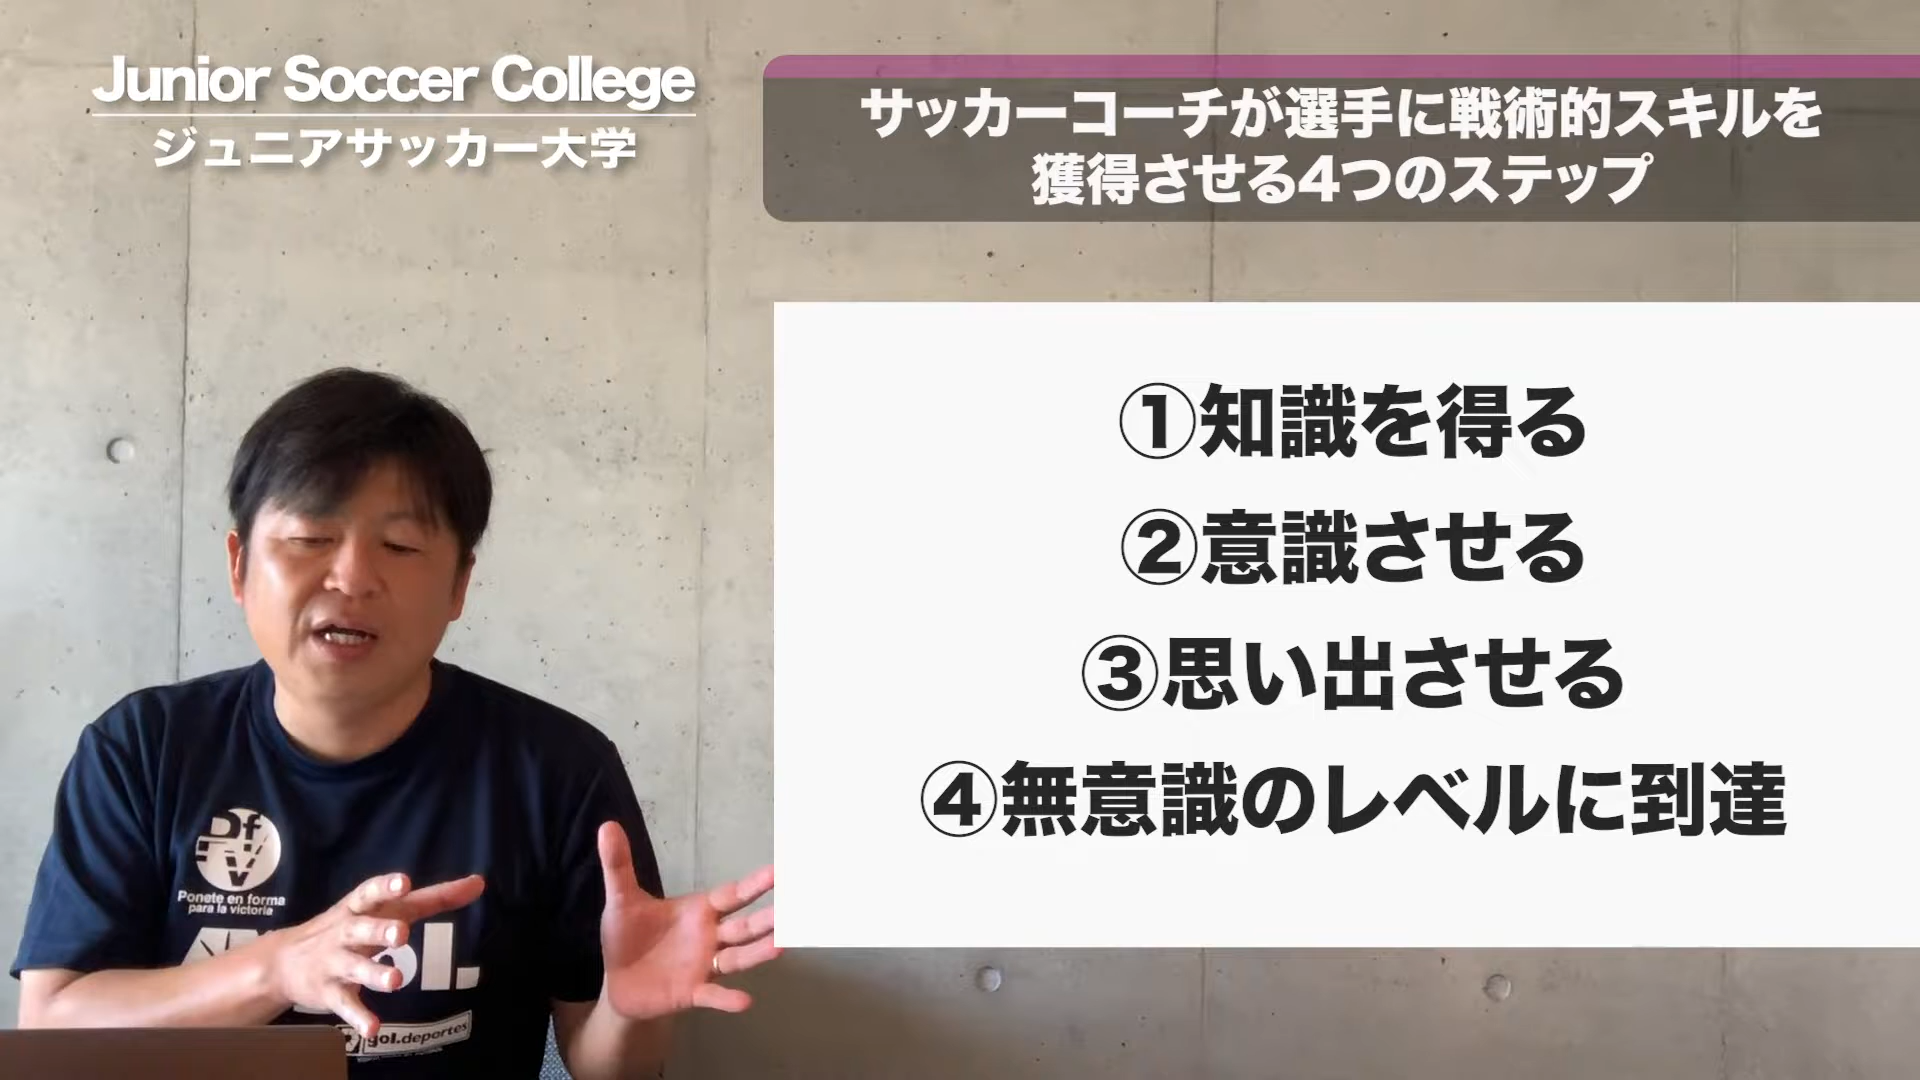 Junior Soccer College
ジュニアサッカー大学
サッカーコーチが選手に戦術的スキルを
獲得させる4つのステップ
①知識を得る
②意識させる
③思い出させる
④無意識のレベルに到達
Ponete en forma
para la victoria
gol.deportes